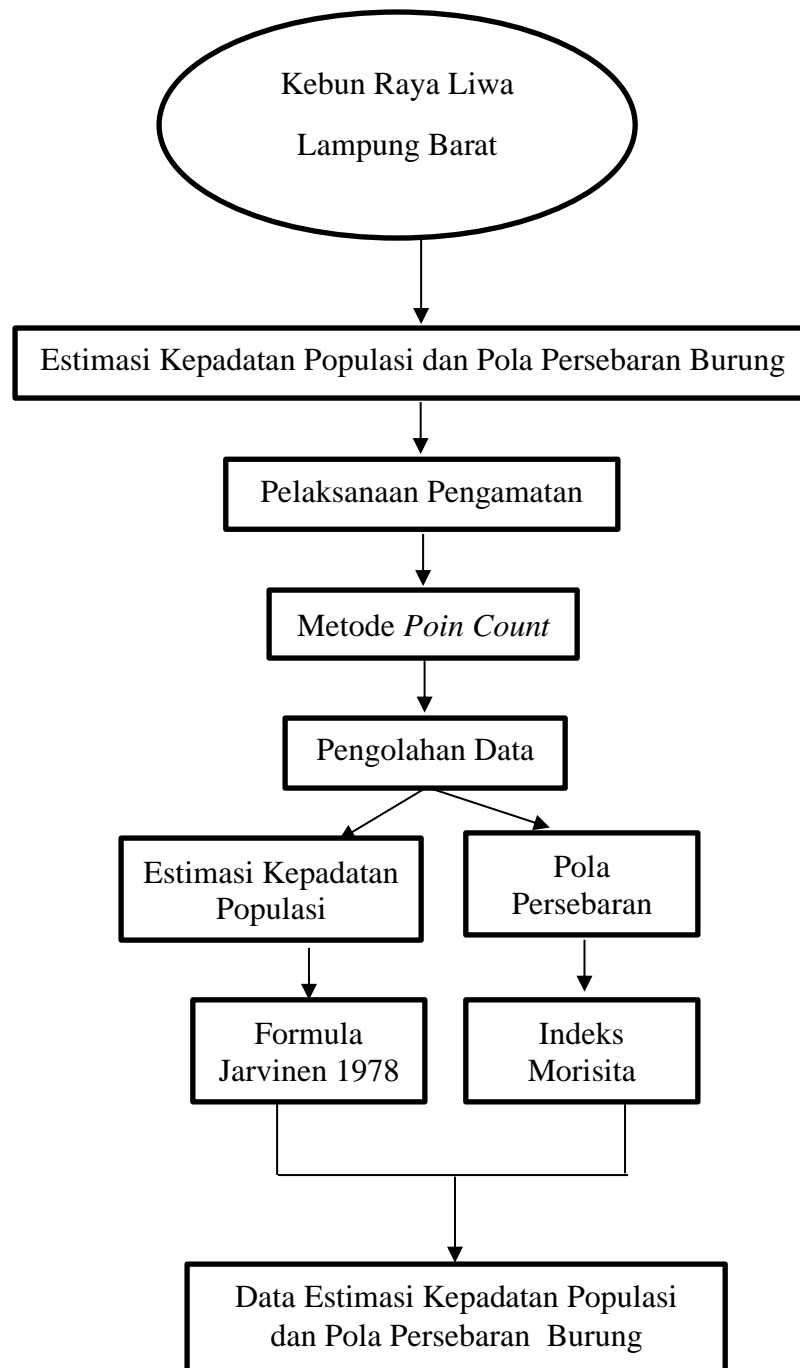 Kebun Raya Liwa
Lampung Barat
Estimasi Kepadatan Populasi dan Pola Persebaran Burung
Pelaksanaan Pengamatan
Metode Poin Count
Pengolahan Data
Estimasi Kepadatan
Populasi
Pola
Persebaran
Formula
Jarvinen 1978
Indeks
Morisita
Data Estimasi Kepadatan Populasi
dan Pola Persebaran Burung